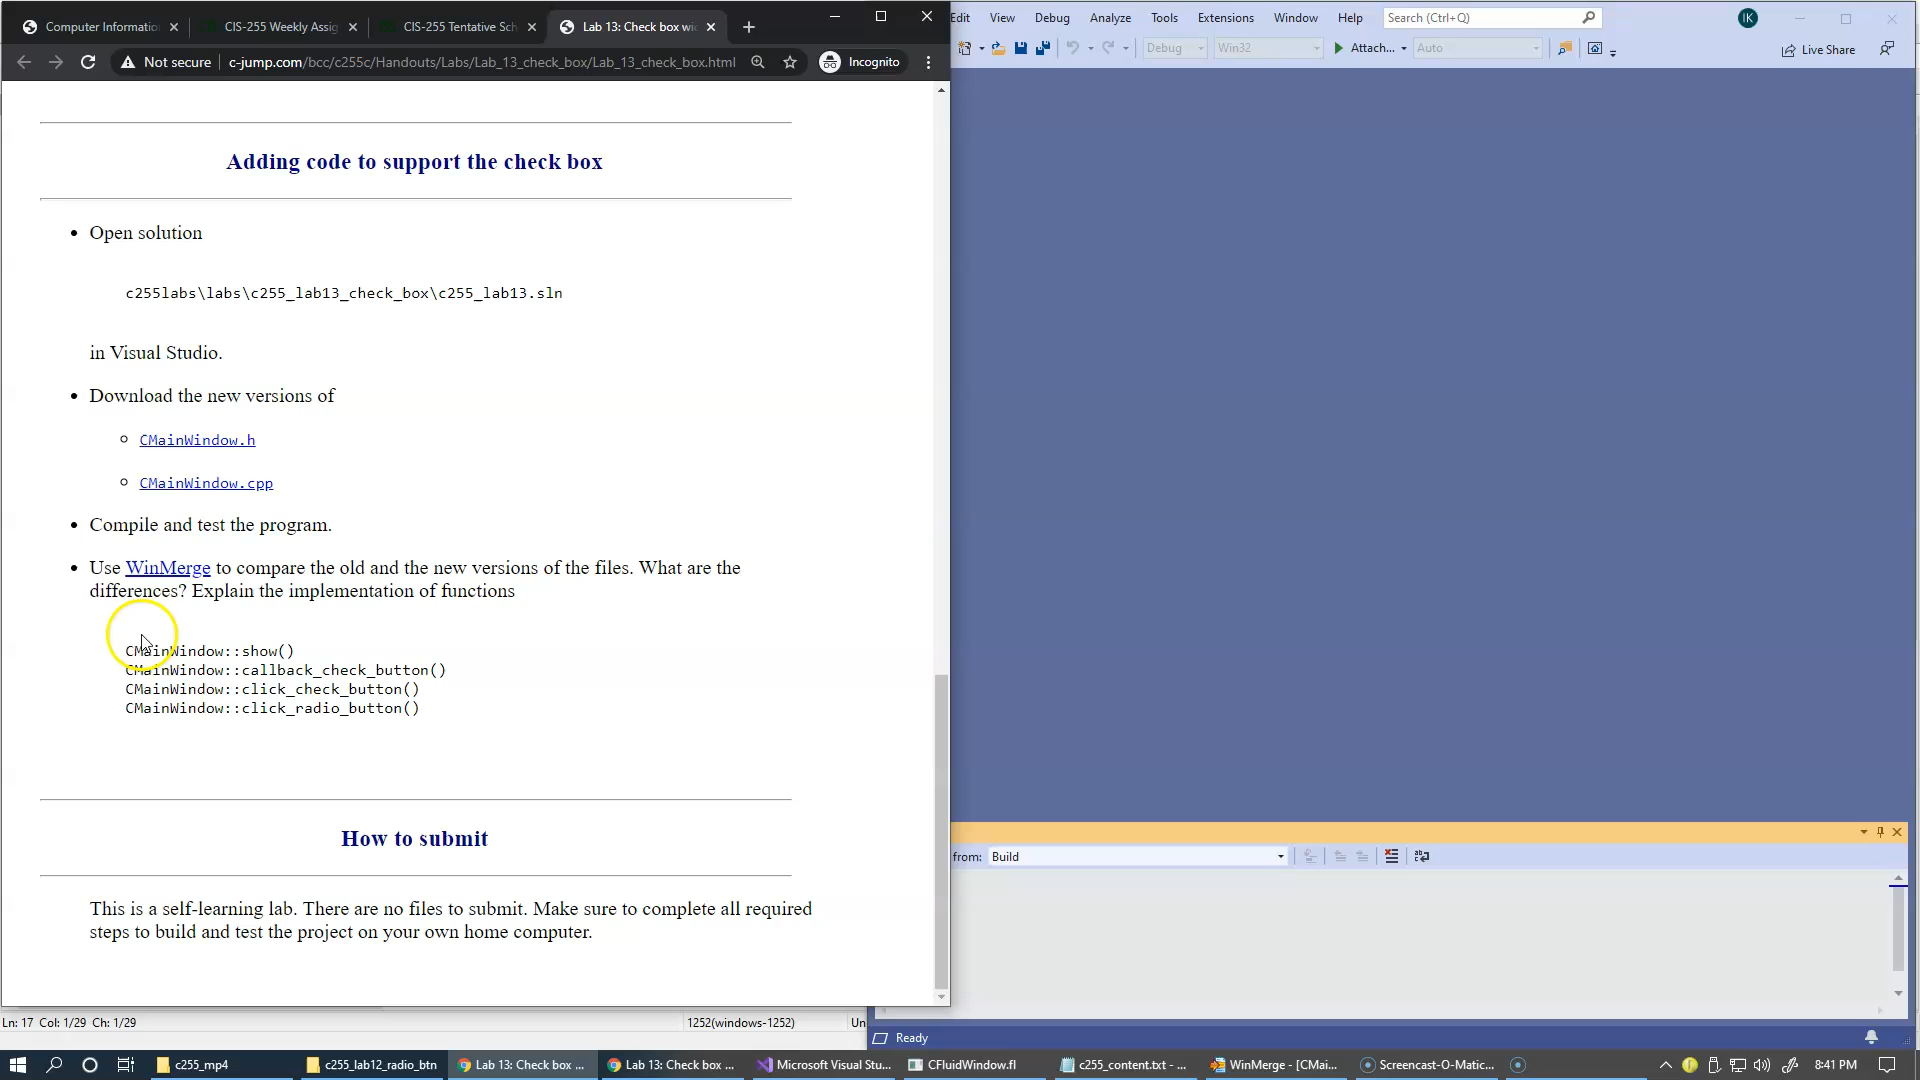 Computer Informatio
CIS-255 Weekly Assig
CIS-255 Tentative Sch
Lab 13: Check box wi
Not secure
c-jump.com/bcc/c255c/Handouts/Labs/Lab_13_check_box/Lab_13_check_box.html
Incognito
Edit View Debug Analyze Tools Extensions Window Help
Search (Ctrl+Q)
IK
Debug
Win32
Attach...
Auto
Live Share
Adding code to support the check box
Open solution
c255labs\labs\c255_lab13_check_box\c255_lab13.sln
in Visual Studio.
Download the new versions of
CMainWindow.h
CMainWindow.cpp
Compile and test the program.
Use WinMerge to compare the old and the new versions of the files. What are the
differences? Explain the implementation of functions
CMainWindow::show()
CMainWindow::callback_check_button()
CMainWindow::click_check_button()
CMainWindow::click_radio_button()
How to submit
This is a self-learning lab. There are no files to submit. Make sure to complete all required
steps to build and test the project on your own home computer.
from: Build
Ln: 17 Col: 1/29 Ch: 1/29
1252(windows-1252)
Un
Ready
c255_mp4
c255_lab12_radio_btn
Lab 13: Check box ...
Lab 13: Check box ...
Microsoft Visual Stu...
CFluidWindow.fl
c255_content.txt - ...
WinMerge - [CMai...
Screencast-O-Matic...
8:41 PM